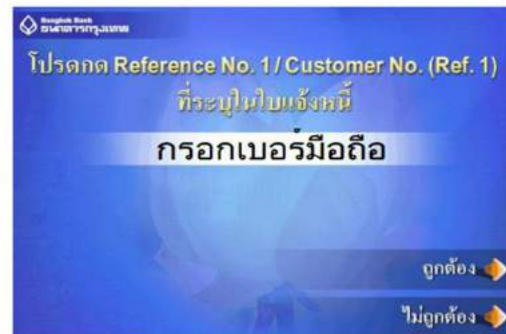 Bangkok Bank
ธนาคารกรุงเทพ
โปรดกด Reference No. 1 / Customer No. (Ref. 1)
ที่ระบุในใบแจ้งหนี้
กรอกเบอร์มือถือ
ถูกต้อง
ไม่ถูกต้อง